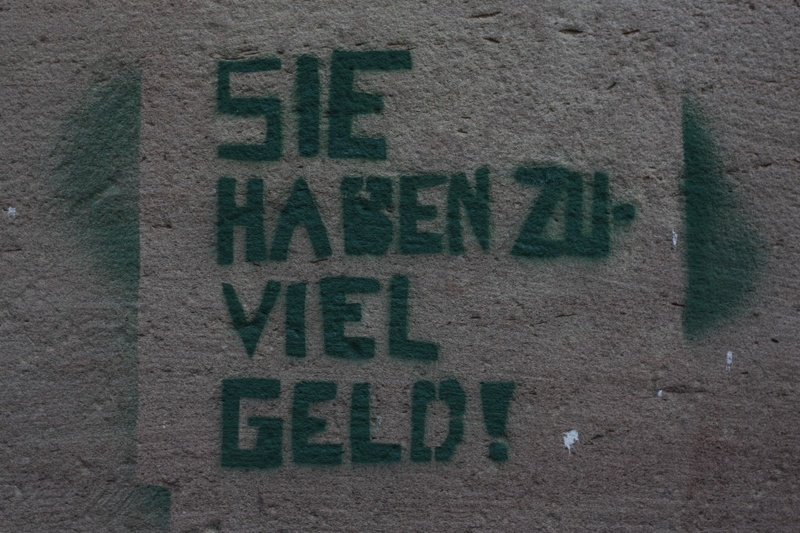 SIE
HABEN ZU-
VIEL
GELD!